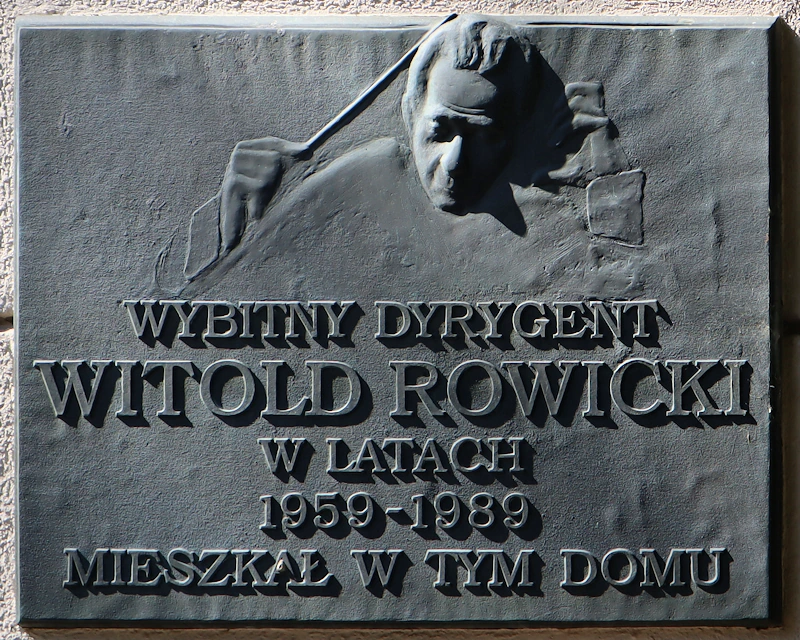 WYBITNY DYRYGENT
WITOLD ROWICKI
W LATACH
1959-1989
MIESZKAŁ W TYM DOMU